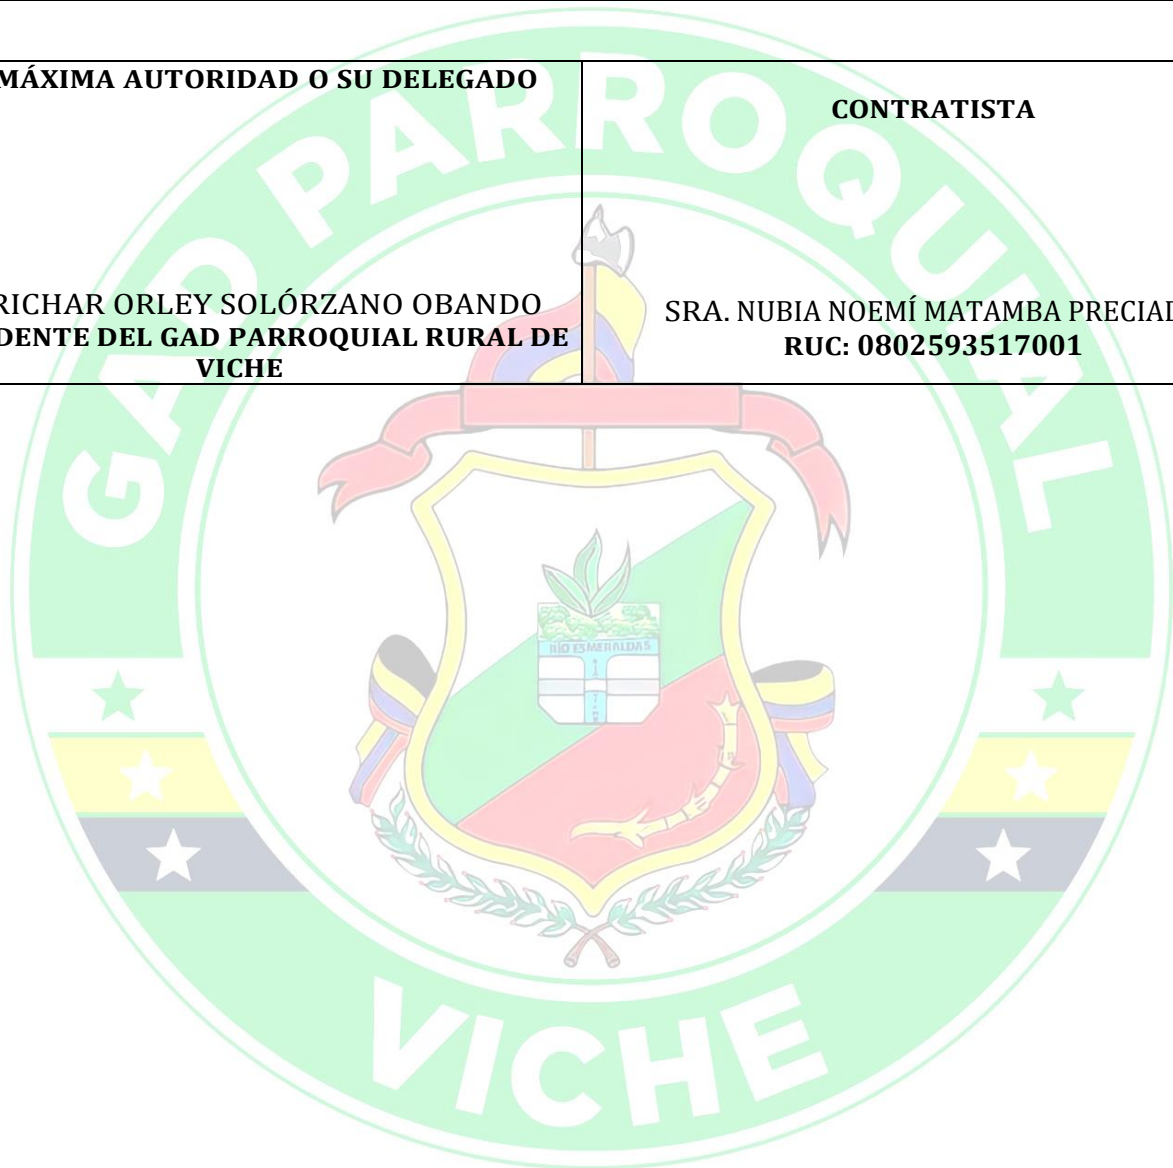 MÁXIMA AUTORIDAD O SU DELEGADO
CONTRATISTA
RICHAR ORLEY SOLÓRZANO OBANDO
DENTE DEL GAD PARROQUIAL RURAL DE
VICHE
SRA. NUBIA NOEMÍ MATAMBA PRECIAD
RUC: 0802593517001
GAD PARROQUIAL
RIO ESMERALDAS
VICHE